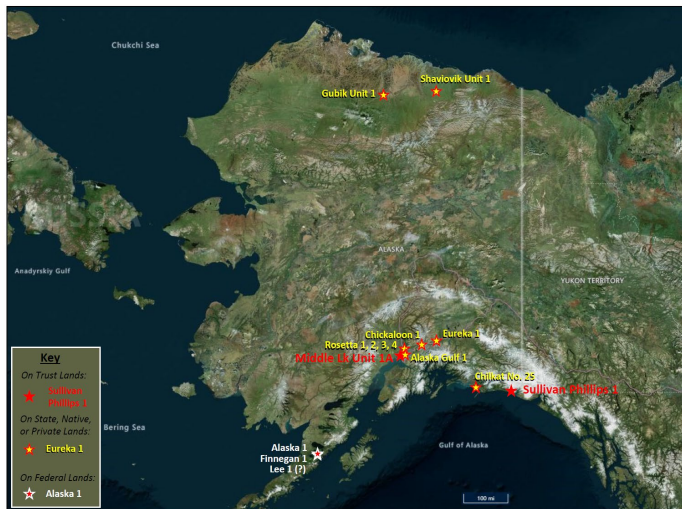 Chukchi Sea
Shaviovik Unit 1
Gubik Unit 1
RUSSIA
ALASKA
Anadyrskiy Gulf
YUKON TERRITORY
Chickaloon 1
Eureka 1
Rosetta 1, 2, 3, 4
Middle Lk Unit 1A
Alaska Gulf 1
Chilkat No. 25
Sullivan Phillips 1
Key
On Trust Lands:
Sullivan
Phillips 1
On State, Native,
or Private Lands:
Eureka 1
On Federal Lands:
Alaska 1
Bering Sea
Alaska 1
Finnegan 1
Lee 1 (?)
Gulf of Alaska
100 mi